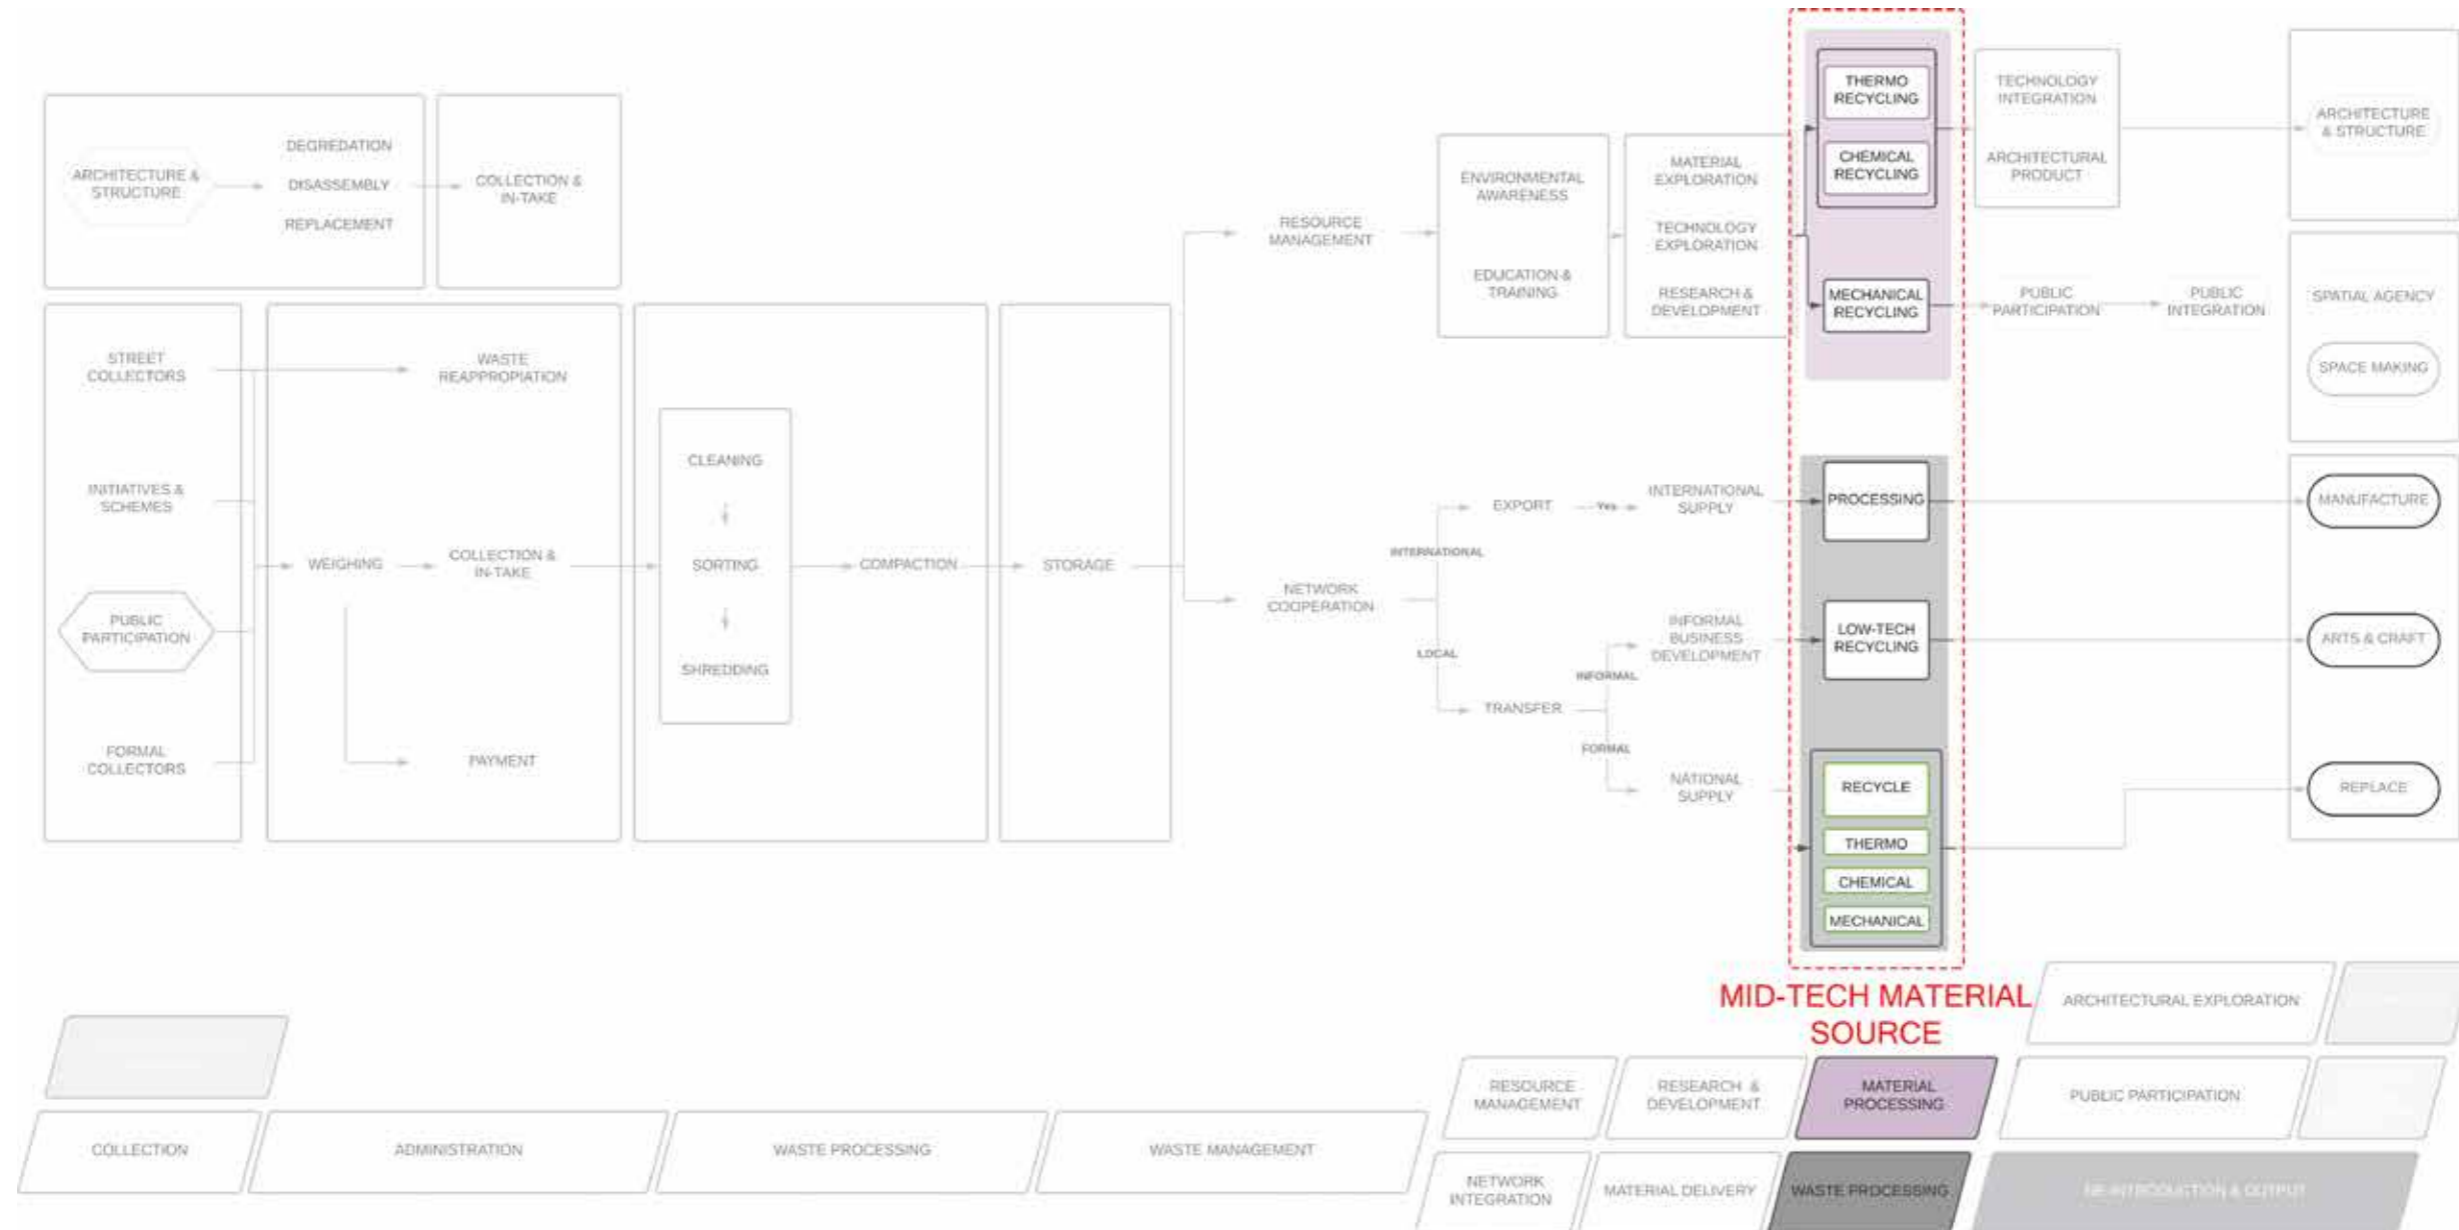 ARCHITECTURE &
STRUCTURE
DEGREDATION
DISASSEMBLY
REPLACEMENT
COLLECTION &
IN-TAKE
STREET
COLLECTORS
INITIATIVES &
SCHEMES
PUBLIC
PARTICIPATION
FORMAL
COLLECTORS
WASTE
REAPPROPIATION
WEIGHING
COLLECTION &
IN-TAKE
PAYMENT
CLEANING
SORTING
SHREDDING
COMPACTION
STORAGE
RESOURCE
MANAGEMENT
NETWORK
COOPERATION
ENVIRONMENTAL
AWARENESS
EDUCATION &
TRAINING
MATERIAL
EXPLORATION
TECHNOLOGY
EXPLORATION
RESEARCH &
DEVELOPMENT
INTERNATIONAL
LOCAL
EXPORT
Yes
INTERNATIONAL
SUPPLY
TRANSFER
INFORMAL
FORMAL
INFORMAL
BUSINESS
DEVELOPMENT
NATIONAL
SUPPLY
THERMO
RECYCLING
CHEMICAL
RECYCLING
MECHANICAL
RECYCLING
PROCESSING
LOW-TECH
RECYCLING
RECYCLE
THERMO
CHEMICAL
MECHANICAL
TECHNOLOGY
INTEGRATION
ARCHITECTURAL
PRODUCT
PUBLIC
PARTICIPATION
PUBLIC
INTEGRATION
ARCHITECTURE
& STRUCTURE
SPATIAL AGENCY
SPACE MAKING
MANUFACTURE
ARTS & CRAFT
REPLACE
MID-TECH MATERIAL
SOURCE
ARCHITECTURAL EXPLORATION
RESOURCE
MANAGEMENT
RESEARCH &
DEVELOPMENT
MATERIAL
PROCESSING
PUBLIC PARTICIPATION
COLLECTION
ADMINISTRATION
WASTE PROCESSING
WASTE MANAGEMENT
NETWORK
INTEGRATION
MATERIAL DELIVERY
WASTE PROCESSING
RE-INTRODUCTION & OUTPUT